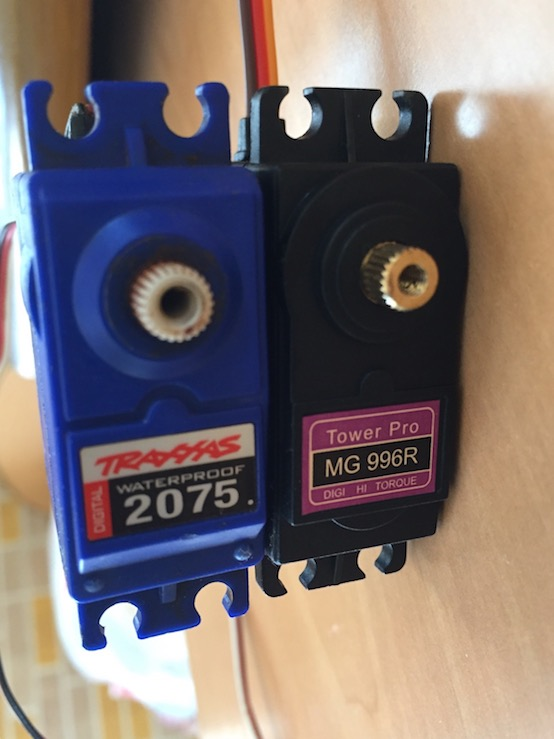 TRAXXAS
DIGITAL
WATERPROOF
2075
Tower Pro
MG 996R
DIGI HI TORQUE